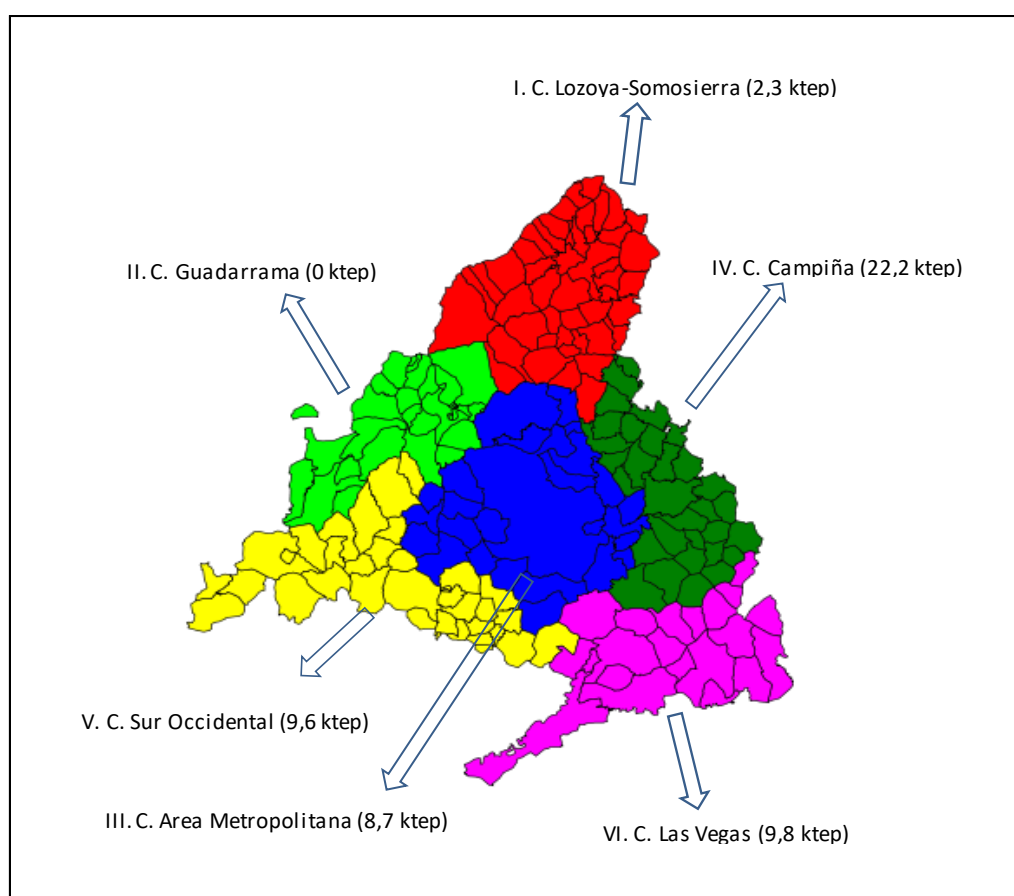 I. C. Lozoya-Somosierra (2,3 ktep)
II. C. Guadarrama (0 ktep)
IV. C. Campiña (22,2 ktep)
V. C. Sur Occidental (9,6 ktep)
III. C. Area Metropolitana (8,7 ktep)
VI. C. Las Vegas (9,8 ktep)